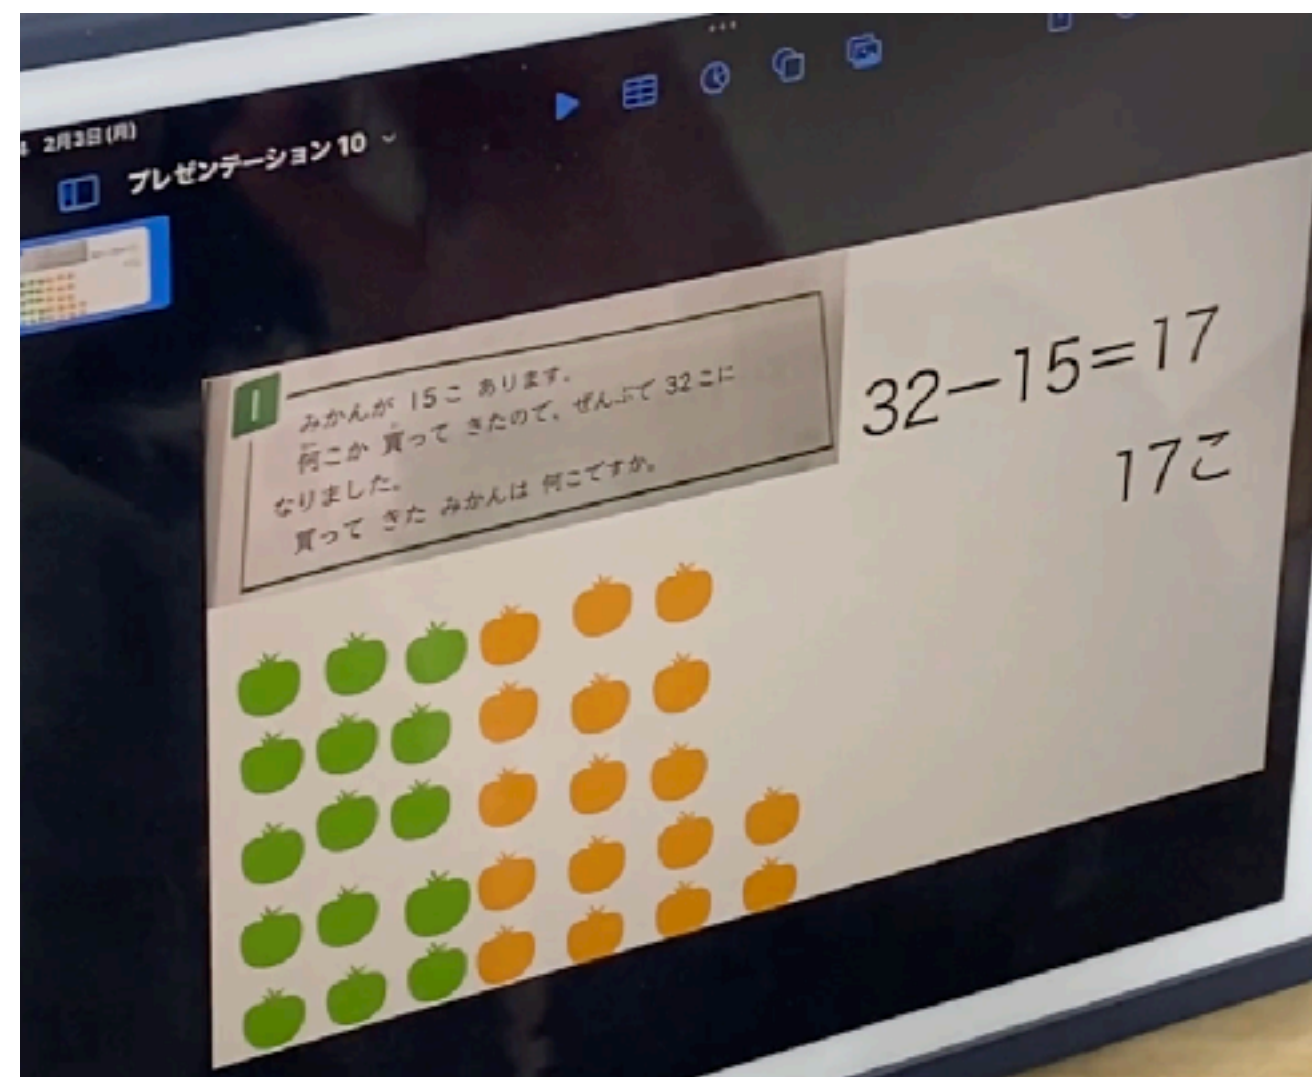 2月3日(月)
プレゼンテーション 10
1
みかんが 15こ あります。
何こか 買って きたので、ぜんぶで 32こに
なりました。
買って きた みかんは 何こですか。
32-15=17
17こ